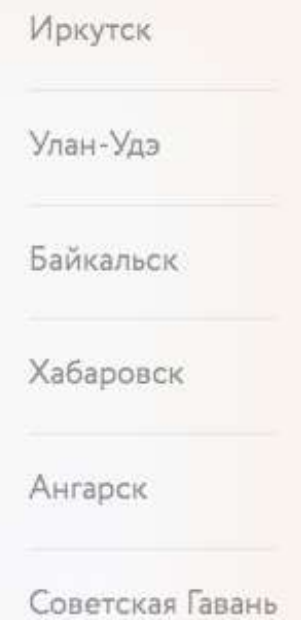 Иркутск
Улан-Удэ
Байкальск
Хабаровск
Ангарск
Советская Гавань